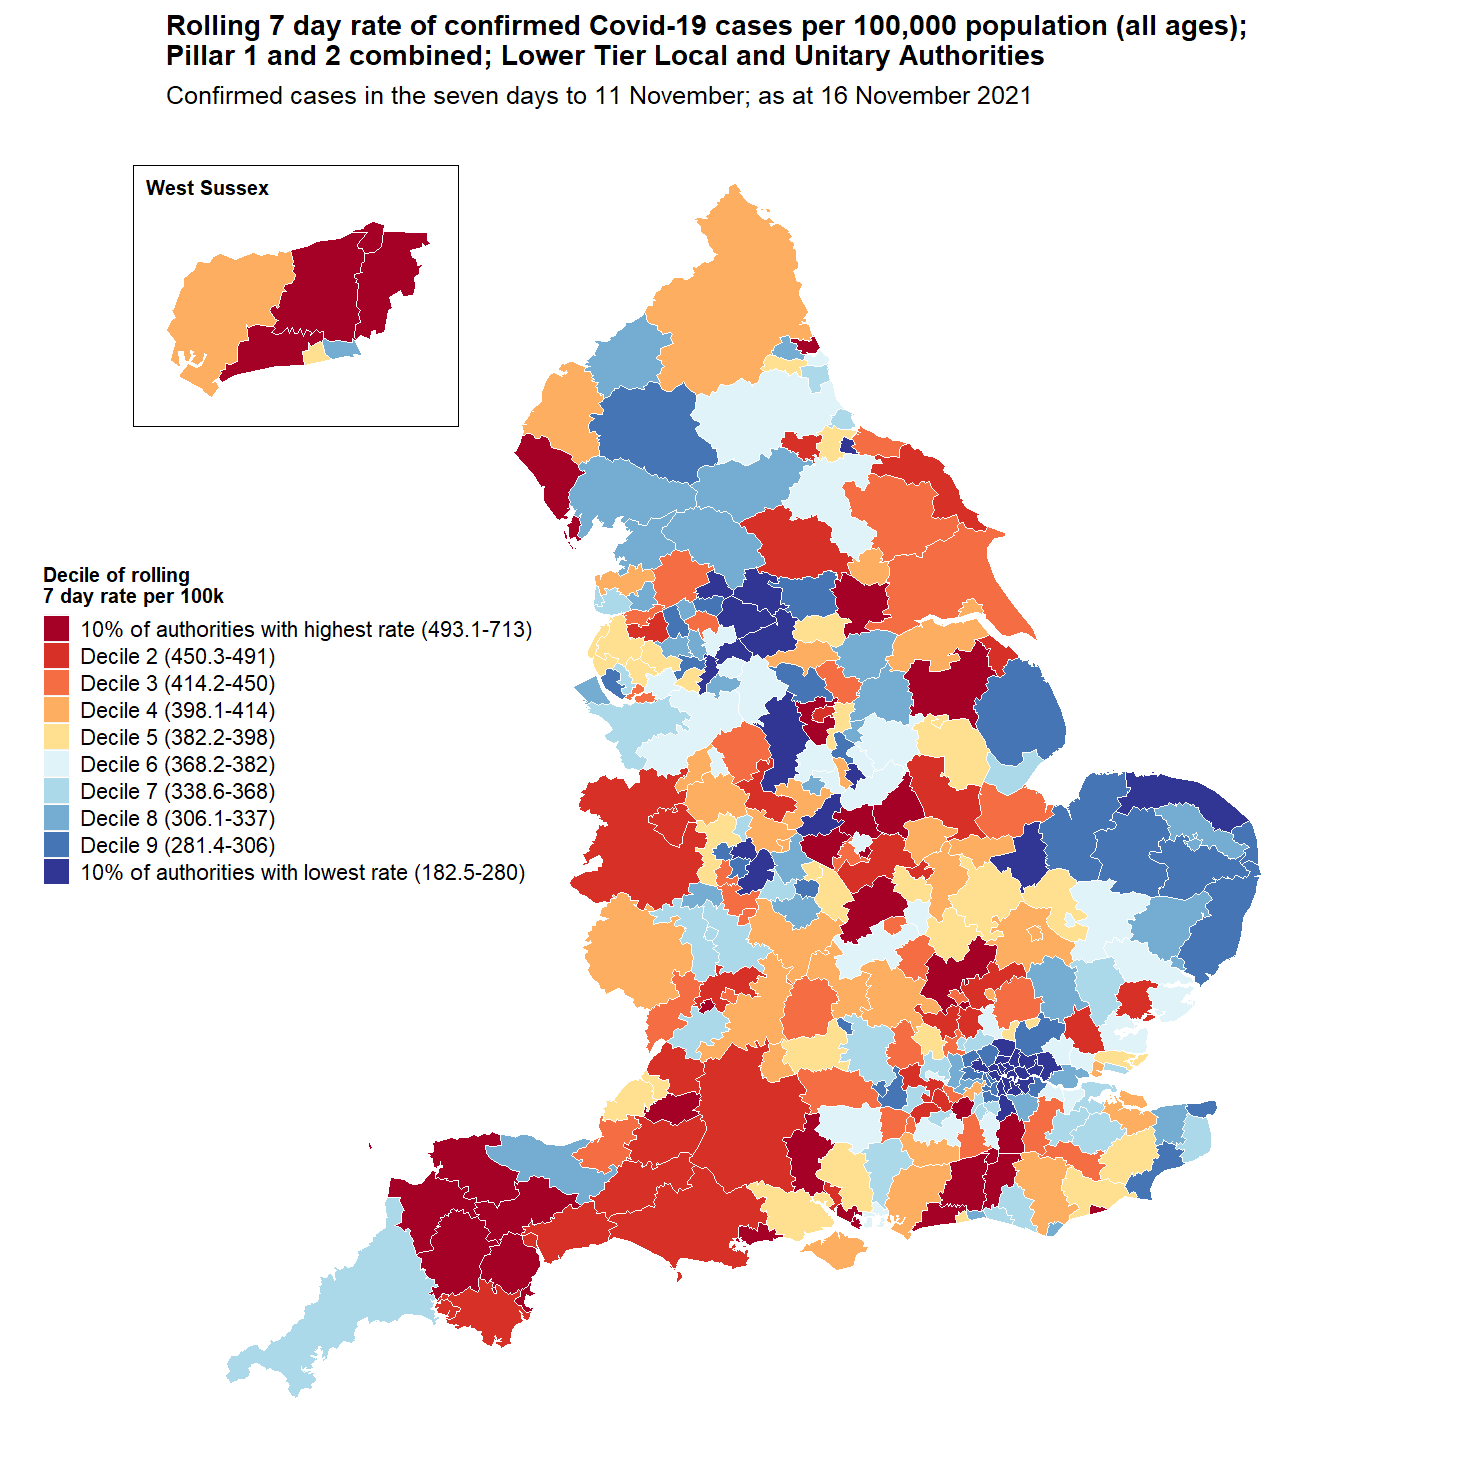 Rolling 7 day rate of confirmed Covid-19 cases per 100,000 population (all ages);
Pillar 1 and 2 combined; Lower Tier Local and Unitary Authorities
Confirmed cases in the seven days to 11 November; as at 16 November 2021
West Sussex
Decile of rolling
7 day rate per 100k
10% of authorities with highest rate (493.1-713)
Decile 2 (450.3-491)
Decile 3 (414.2-450)
Decile 4 (398.1-414)
Decile 5 (382.2-398)
Decile 6 (368.2-382)
Decile 7 (338.6-368)
Decile 8 (306.1-337)
Decile 9 (281.4-306)
10% of authorities with lowest rate (182.5-280)